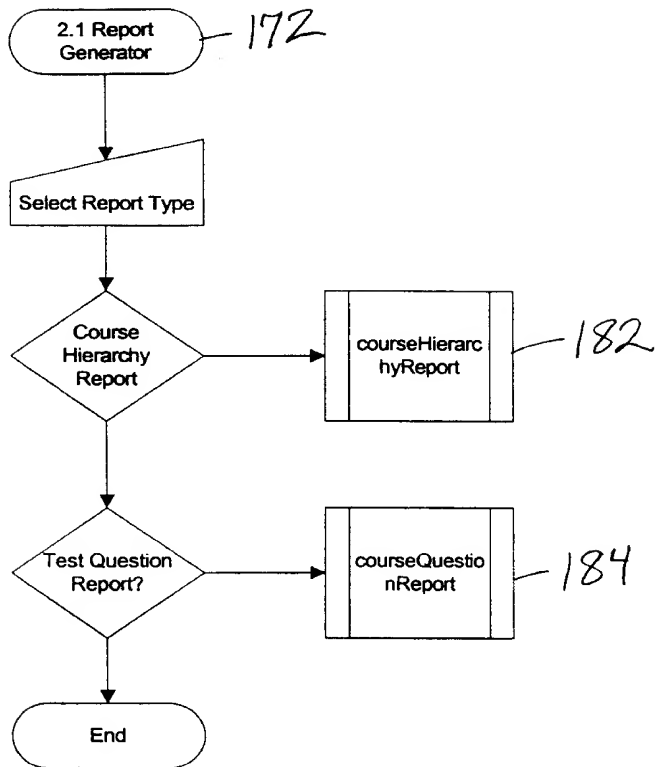 2.1 Report
Generator
172
Select Report Type
Course
Hierarchy
Report
courseHierarc
hyReport
182
Test Question
Report?
courseQuestio
nReport
184
End